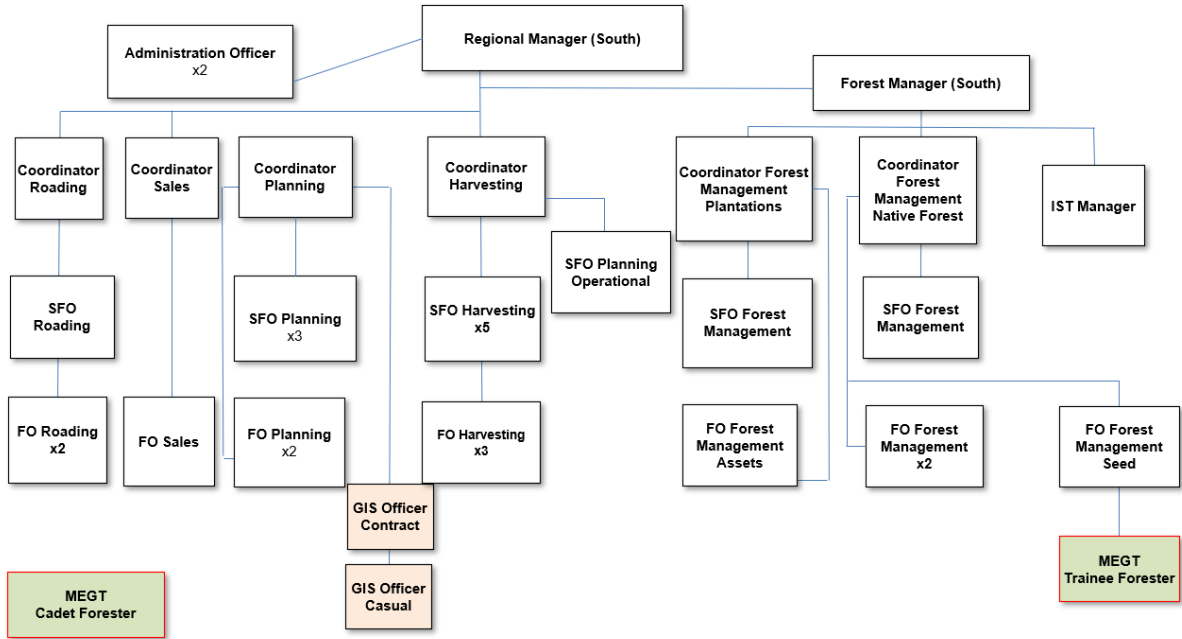 Regional Manager (South)
Administration Officer
x2
Forest Manager (South)
Coordinator
Roading
Coordinator
Sales
Coordinator
Planning
Coordinator
Harvesting
Coordinator Forest
Management
Plantations
Coordinator
Forest
Management
Native Forest
IST Manager
SFO Planning
Operational
SFO
Roading
SFO Planning
x3
SFO Harvesting
x5
SFO Forest
Management
SFO Forest
Management
FO Roading
x2
FO Sales
FO Planning
x2
FO Harvesting
x3
FO Forest
Management
Assets
FO Forest
Management
x2
FO Forest
Management
Seed
GIS Officer
Contract
GIS Officer
Casual
MEGT
Cadet Forester
MEGT
Trainee Forester